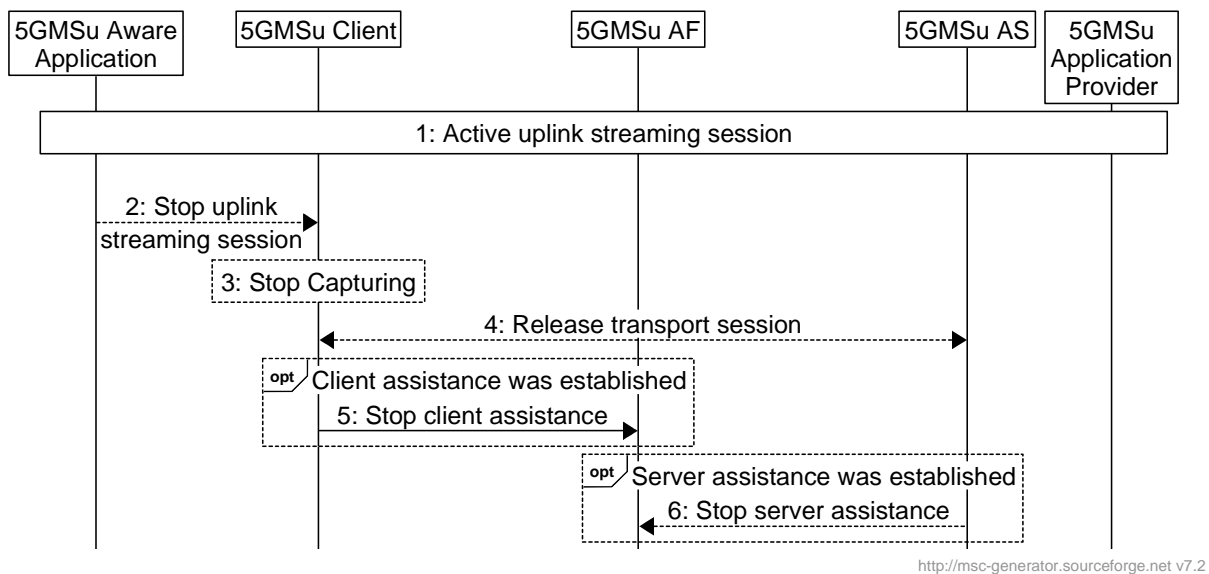 5GMSu Aware
Application
5GMSu Client
5GMSu AF
5GMSu AS
5GMSu
Application
Provider
1: Active uplink streaming session
2: Stop uplink
streaming session
3: Stop Capturing
4: Release transport session
opt Client assistance was established
5: Stop client assistance
opt Server assistance was established
6: Stop server assistance
http://msc-generator.sourceforge.net v7.2